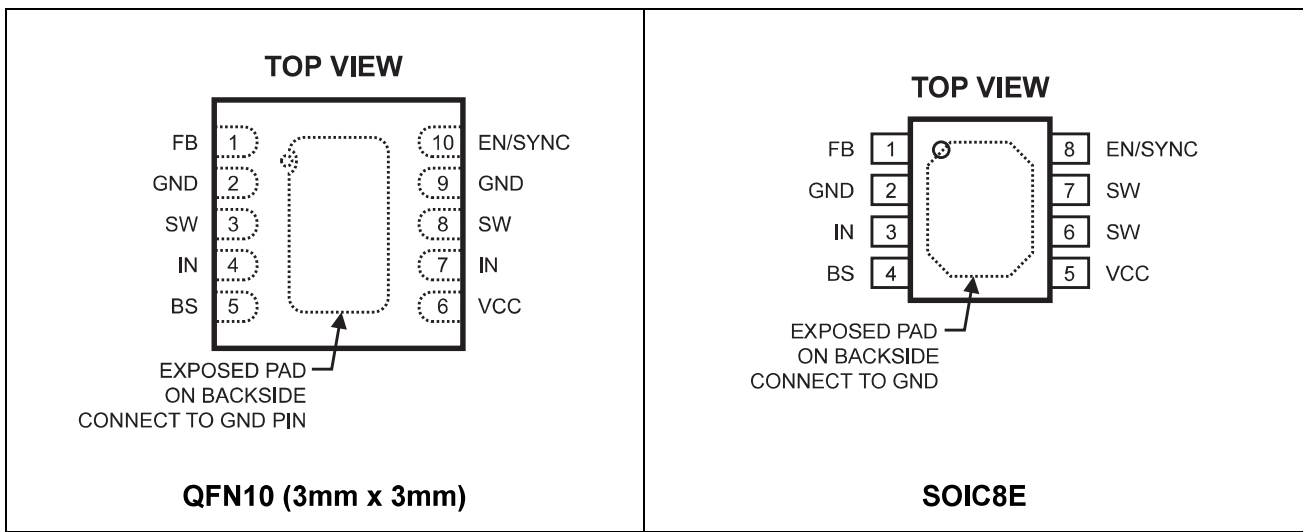 TOP VIEW
FB 1 10 EN/SYNC
GND 2 9 GND
SW 3 8 SW
IN 4 7 IN
BS 5 6 VCC
EXPOSED PAD
ON BACKSIDE
CONNECT TO GND PIN
QFN10 (3mm x 3mm)
TOP VIEW
FB 1 8 EN/SYNC
GND 2 7 SW
IN 3 6 SW
BS 4 5 VCC
EXPOSED PAD
ON BACKSIDE
CONNECT TO GND
SOIC8E